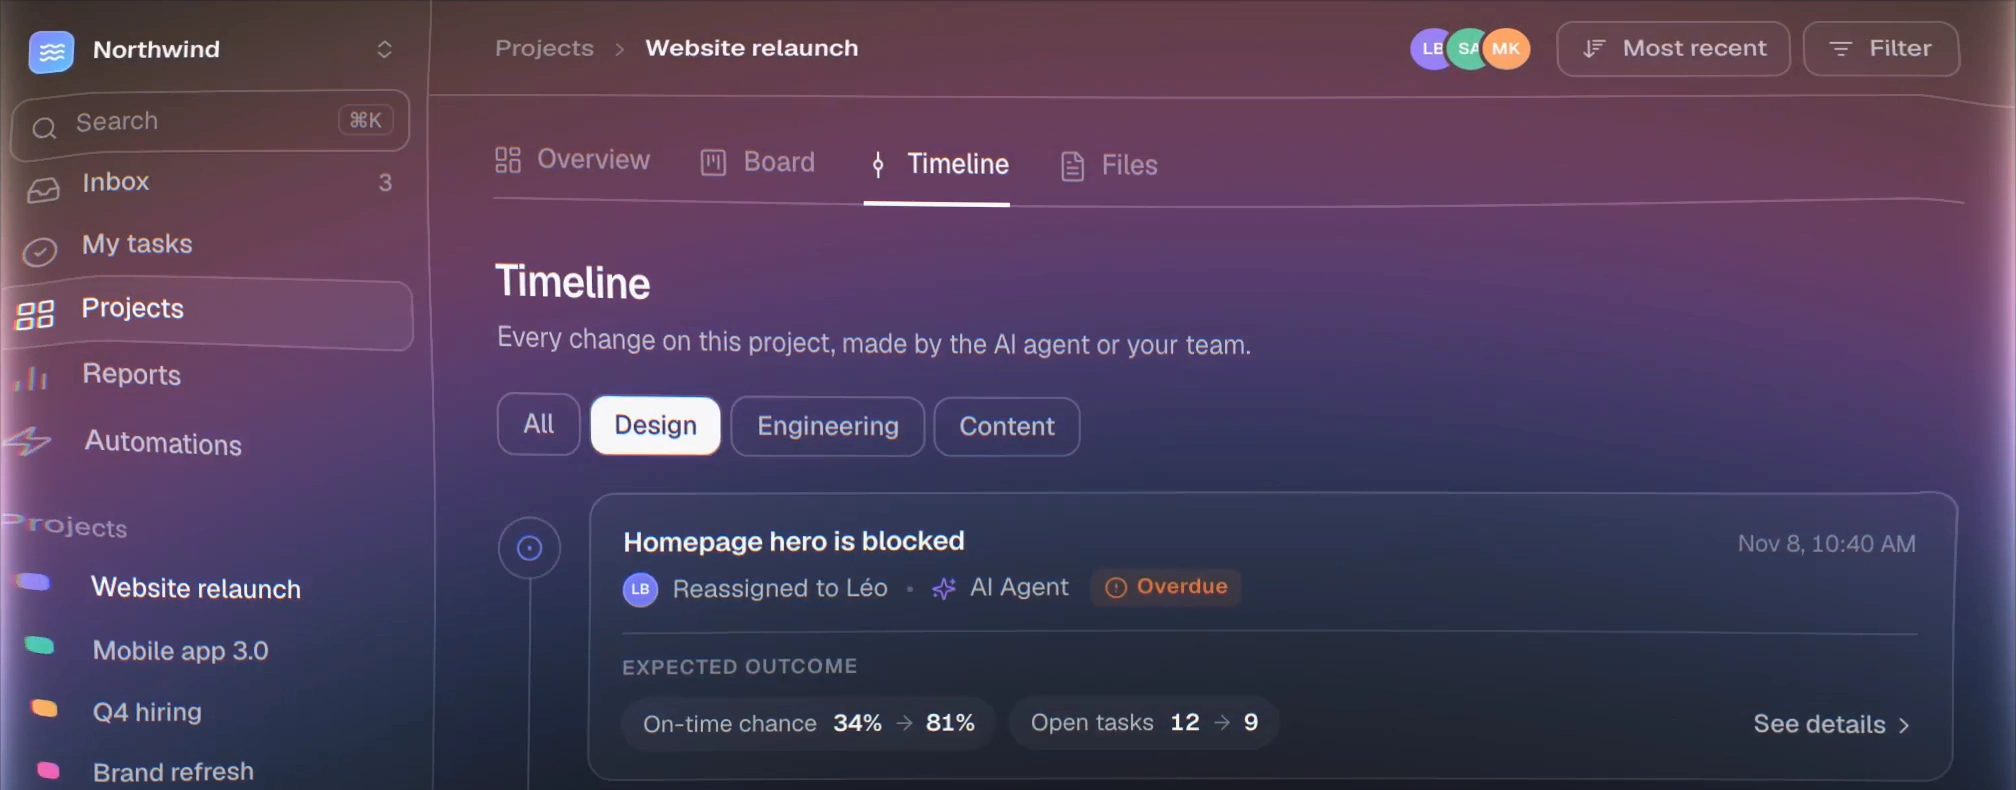 Northwind
Search ⌘K
Inbox 3
My tasks
Projects
Reports
Automations
Projects
Website relaunch
Mobile app 3.0
Q4 hiring
Brand refresh
Projects > Website relaunch
LB SA MK
Most recent
Filter
Overview
Board
Timeline
Files
Timeline
Every change on this project, made by the AI agent or your team.
All
Design
Engineering
Content
Homepage hero is blocked
Nov 8, 10:40 AM
LB Reassigned to Léo • AI Agent Overdue
EXPECTED OUTCOME
On-time chance 34% → 81%
Open tasks 12 → 9
See details >